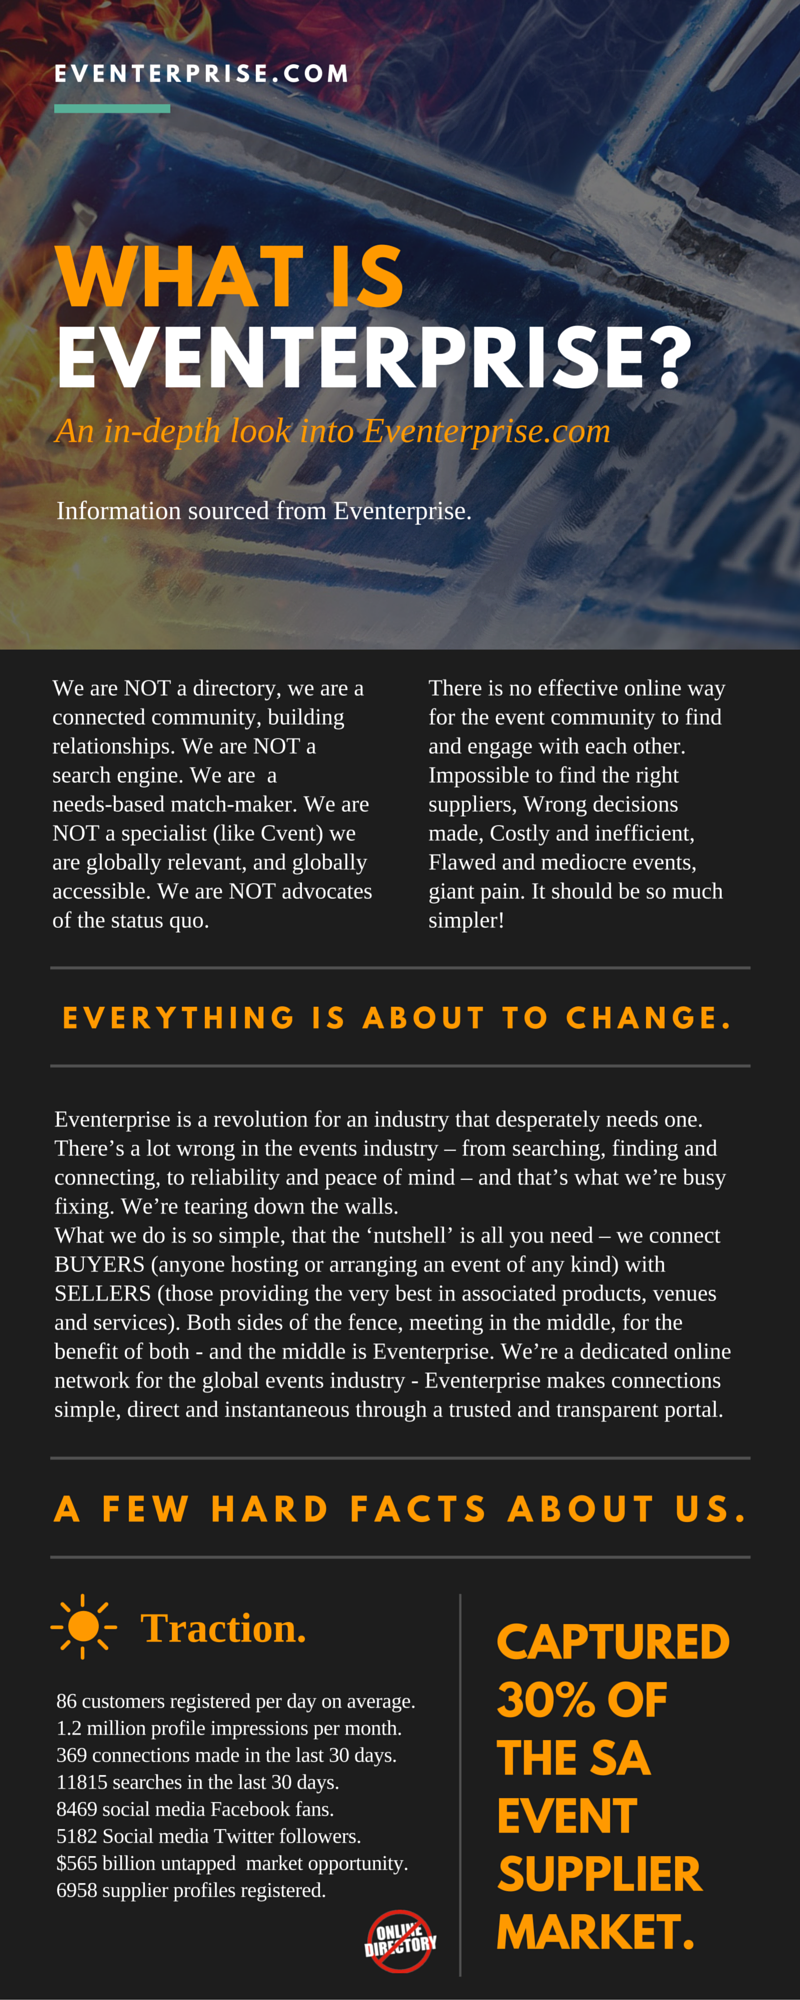 EVENTERPRISE.COM
WHAT IS
EVENTERPRISE?
An in-depth look into Eventerprise.com
Information sourced from Eventerprise.
We are NOT a directory, we are a
connected community, building
relationships. We are NOT a
search engine. We are  a
needs-based match-maker. We are
NOT a specialist (like Cvent) we
are globally relevant, and globally
accessible. We are NOT advocates
of the status quo.
There is no effective online way
for the event community to find
and engage with each other.
Impossible to find the right
suppliers, Wrong decisions
made, Costly and inefficient,
Flawed and mediocre events,
giant pain. It should be so much
simpler!
EVERYTHING IS ABOUT TO CHANGE.
Eventerprise is a revolution for an industry that desperately needs one.
There’s a lot wrong in the events industry – from searching, finding and
connecting, to reliability and peace of mind – and that’s what we’re busy
fixing. We’re tearing down the walls.
What we do is so simple, that the ‘nutshell’ is all you need – we connect
BUYERS (anyone hosting or arranging an event of any kind) with
SELLERS (those providing the very best in associated products, venues
and services). Both sides of the fence, meeting in the middle, for the
benefit of both - and the middle is Eventerprise. We’re a dedicated online
network for the global events industry - Eventerprise makes connections
simple, direct and instantaneous through a trusted and transparent portal.
A FEW HARD FACTS ABOUT US.
Traction.
86 customers registered per day on average.
1.2 million profile impressions per month.
369 connections made in the last 30 days.
11815 searches in the last 30 days.
8469 social media Facebook fans.
5182 Social media Twitter followers.
$565 billion untapped  market opportunity.
6958 supplier profiles registered.
ONLINE
DIRECTORY
CAPTURED
30% OF
THE SA
EVENT
SUPPLIER
MARKET.